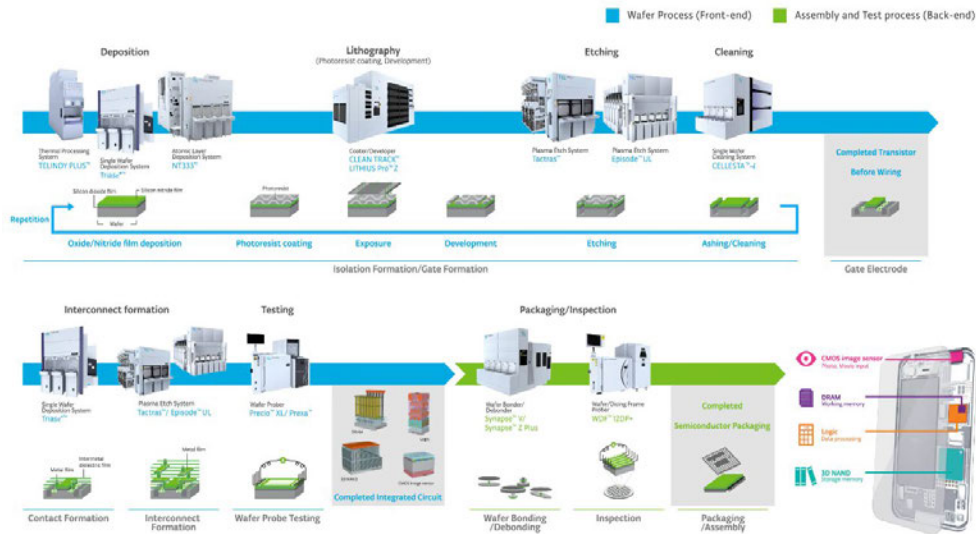 Wafer Process (Front-end)
Assembly and Test process (Back-end)
Deposition
Lithography
(Photoresist coating, Development)
Etching
Cleaning
Thermal Processing
System
TELINDY PLUS™
Single Wafer
Deposition System
Triase+™
Atomic Layer
Deposition System
NT333™
Coater/Developer
CLEAN TRACK™
LITHIUS Pro™ Z
Plasma Etch System
Tactras™
Plasma Etch System
Episode™ UL
Single Wafer
Cleaning System
CELLESTA™-i
Completed Transistor
Before Wiring
Silicon dioxide film
Silicon nitride film
Wafer
Photoresist
Repetition
Oxide/Nitride film deposition
Photoresist coating
Exposure
Development
Etching
Ashing/Cleaning
Isolation Formation/Gate Formation
Gate Electrode
Interconnect formation
Testing
Packaging/Inspection
Single Wafer
Deposition System
Triase+™
Plasma Etch System
Tactras™/ Episode™ UL
Wafer Prober
Precio™ XL/ Prexa™
Wafer Bonder/
Debonder
Synapse™ V/
Synapse™ Z Plus
Wafer/Dicing Frame
Prober
WDF™ 12DP+
Completed
Semiconductor Packaging
Metal film
Intermetal
dielectric film
Metal film
CMOS image sensor
Completed Integrated Circuit
Contact Formation
Interconnect
Formation
Wafer Probe Testing
Wafer Bonding
/Debonding
Inspection
Packaging
/Assembly
CMOS image sensor
DRAM
Working memory
Logic
Data processing
3D NAND
Storage memory